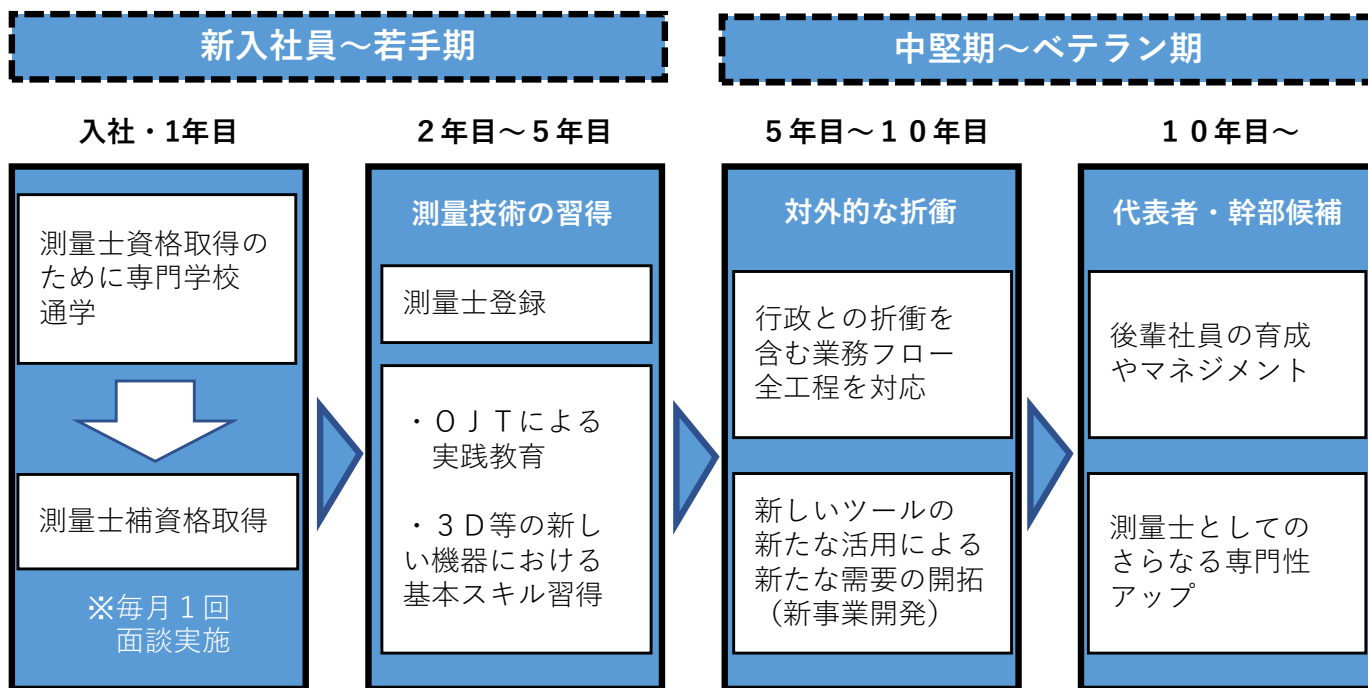 新入社員～若手期
中堅期～ベテラン期
入社・1年目
２年目～５年目
５年目～１０年目
１０年目～
測量士資格取得の
ために専門学校
通学
測量士補資格取得
※毎月１回
面談実施
測量技術の習得
測量士登録
・ＯＪＴによる
実践教育
・３Ｄ等の新し
い機器における
基本スキル習得
対外的な折衝
行政との折衝を
含む業務フロー
全工程を対応
新しいツールの
新たな活用による
新たな需要の開拓
（新事業開発）
代表者・幹部候補
後輩社員の育成
やマネジメント
測量士としての
さらなる専門性
アップ